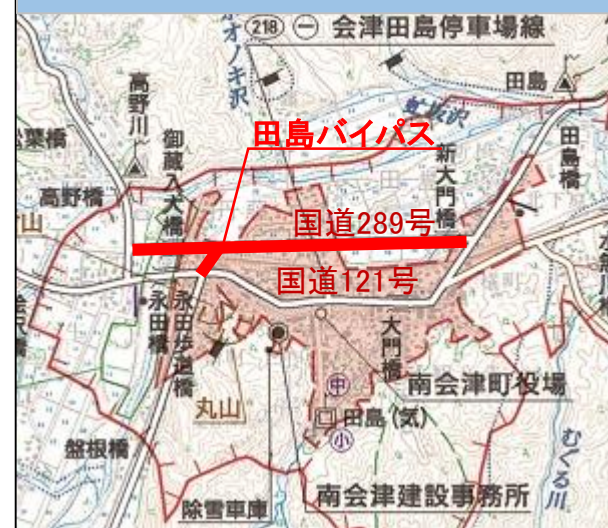 218 一 会津田島停車場線
高野川
御蔵入大橋
高野橋
田島バイパス
新大門橋
田島
田島橋
国道289号
国道121号
永田橋
永田歩道橋
大門橋
丸山
中
南会津町役場
田島(気)
小
盤根橋
むぐる川
除雪車庫
南会津建設事務所